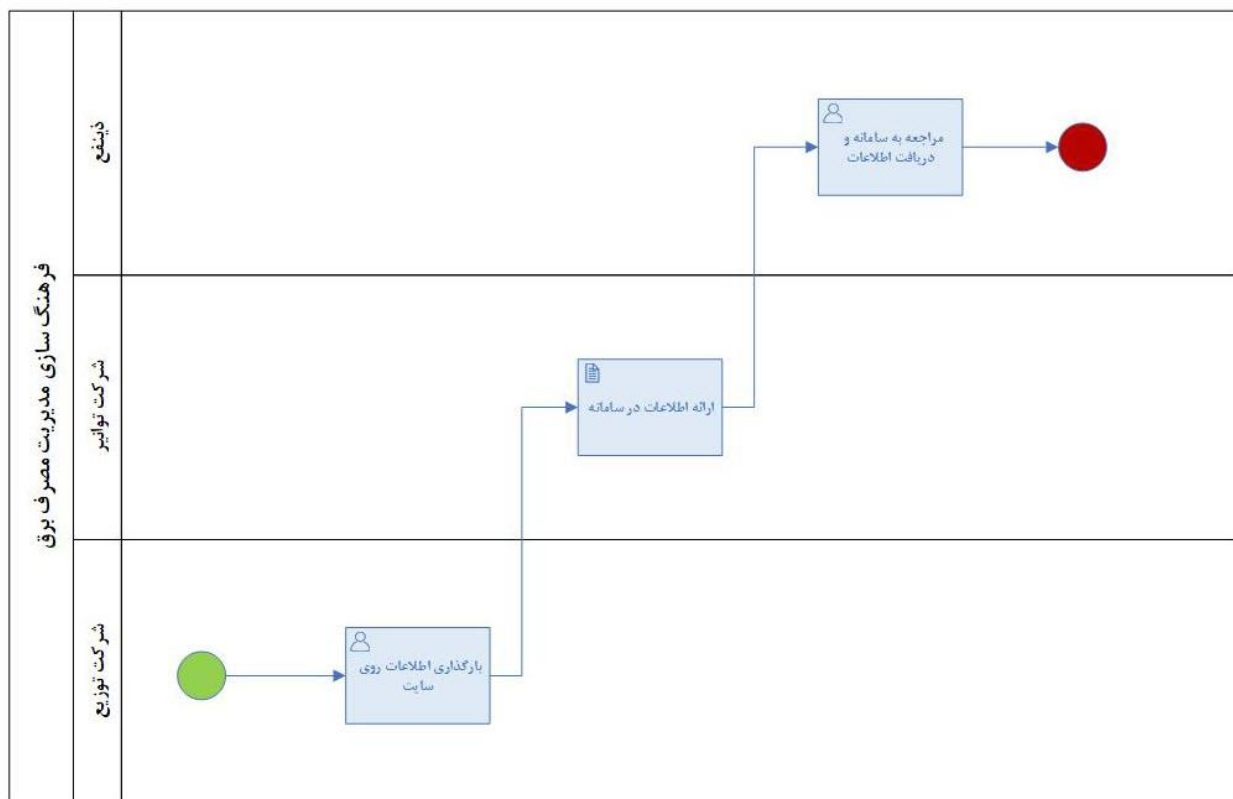 فرهنگ سازی مدیریت مصرف برق
ذینفع
مراجعه به سامانه و
دریافت اطلاعات
شرکت توانیر
ارائه اطلاعات در سامانه
شرکت توزیع
بارگذاری اطلاعات روی
سایت